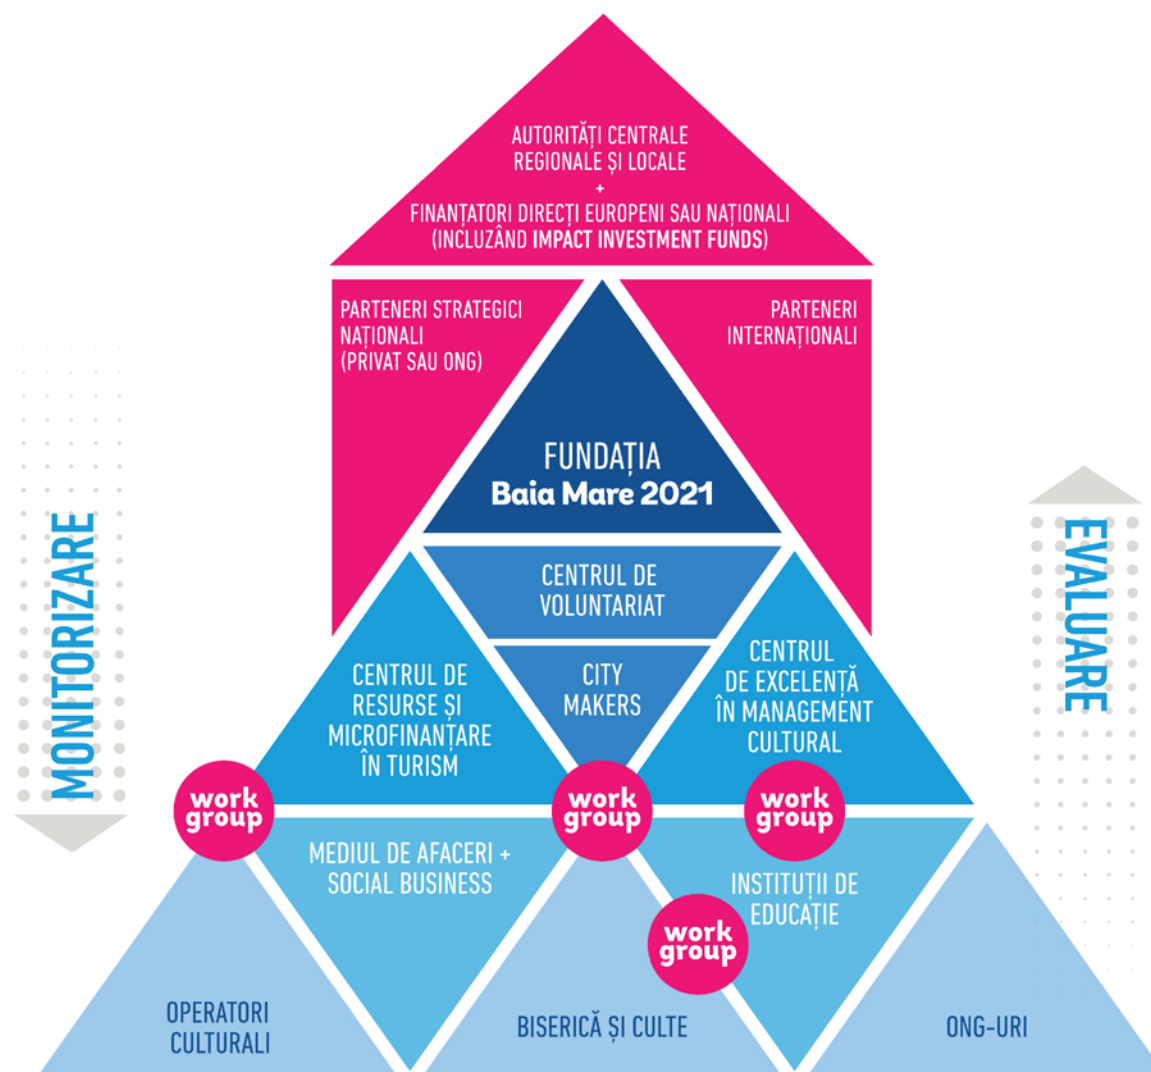 AUTORITĂȚI CENTRALE
REGIONALE ȘI LOCALE
+
FINANȚATORI DIRECȚI EUROPENI SAU NAȚIONALI
(INCLUZÂND IMPACT INVESTMENT FUNDS)
PARTENERI STRATEGICI
NAȚIONALI
(PRIVAT SAU ONG)
PARTENERI
INTERNAȚIONALI
FUNDAȚIA
Baia Mare 2021
MONITORIZARE
EVALUARE
CENTRUL DE
VOLUNTARIAT
CITY
MAKERS
CENTRUL DE
RESURSE ȘI
MICROFINANȚARE
ÎN TURISM
CENTRUL
DE EXCELENȚĂ
ÎN MANAGEMENT
CULTURAL
work
group
work
group
work
group
MEDIUL DE AFACERI +
SOCIAL BUSINESS
INSTITUȚII DE
EDUCAȚIE
work
group
OPERATORI
CULTURALI
BISERICĂ ȘI CULTE
ONG-URI